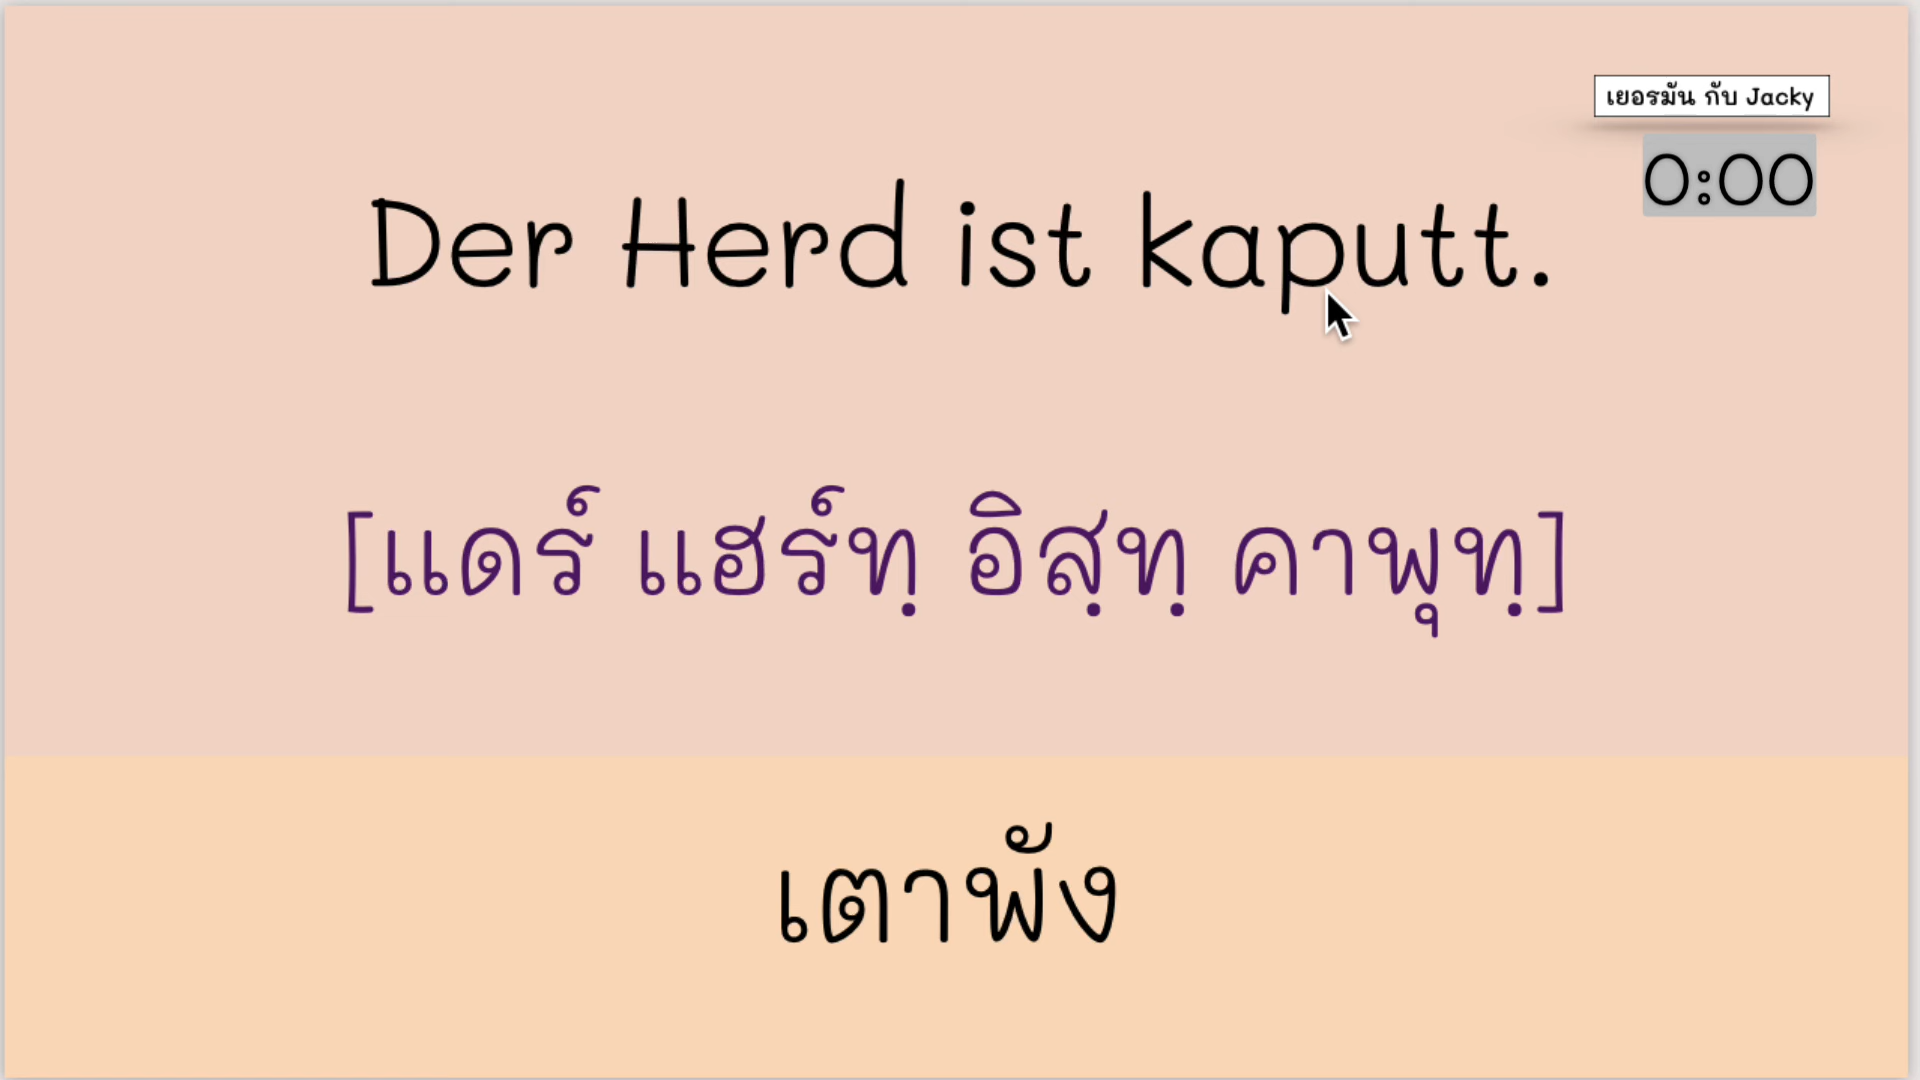 เยอรมัน กับ Jacky
0:00
Der Herd ist kaputt.
[แดร์ แฮร์ทฺ อิสฺทฺ คาพุทฺ]
เตาพัง